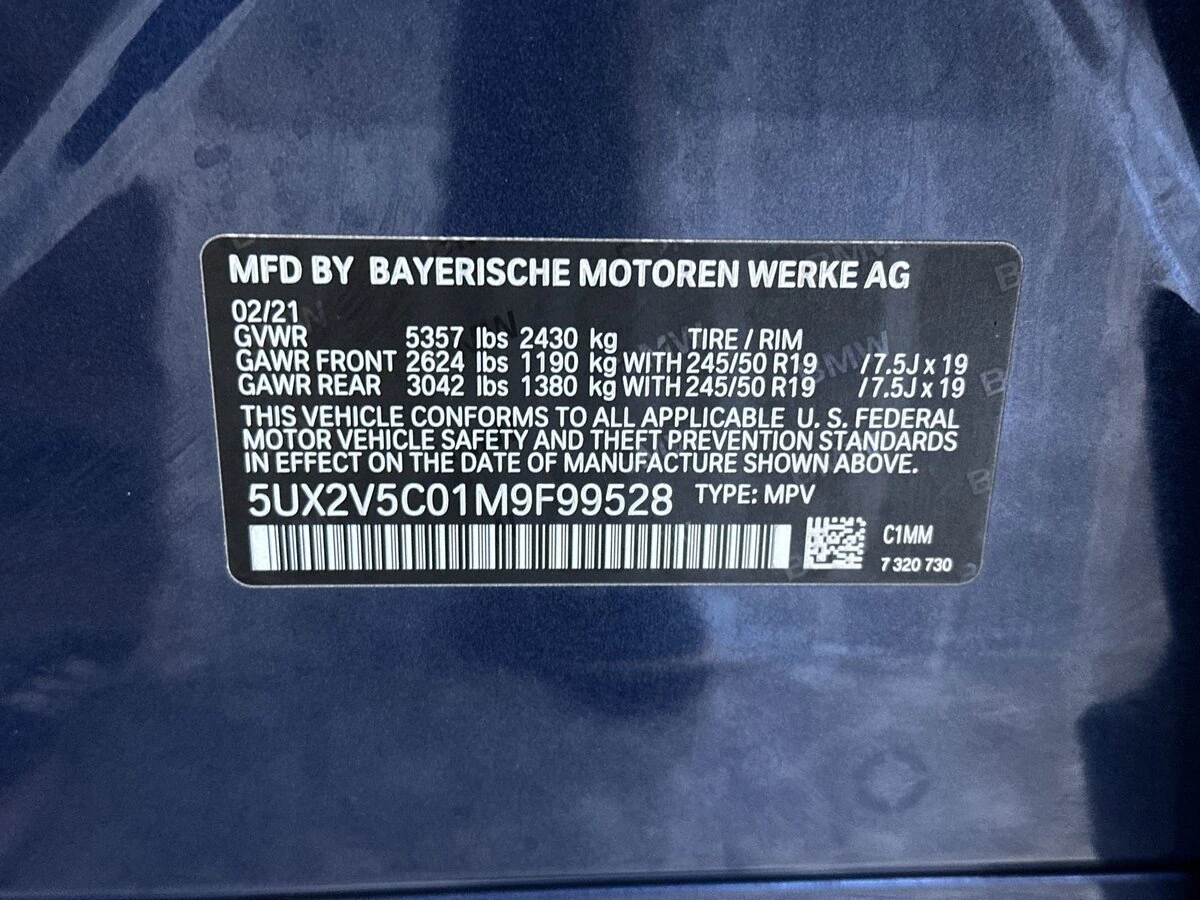 MFD BY BAYERISCHE MOTOREN WERKE AG
02/21
GVWR 5357 lbs 2430 kg TIRE / RIM
GAWR FRONT 2624 lbs 1190 kg WITH 245/50 R19 /7.5J x 19
GAWR REAR 3042 lbs 1380 kg WITH 245/50 R19 /7.5J x 19
THIS VEHICLE CONFORMS TO ALL APPLICABLE U. S. FEDERAL
MOTOR VEHICLE SAFETY AND THEFT PREVENTION STANDARDS
IN EFFECT ON THE DATE OF MANUFACTURE SHOWN ABOVE.
5UX2V5C01M9F99528 TYPE: MPV
C1MM
7 320 730